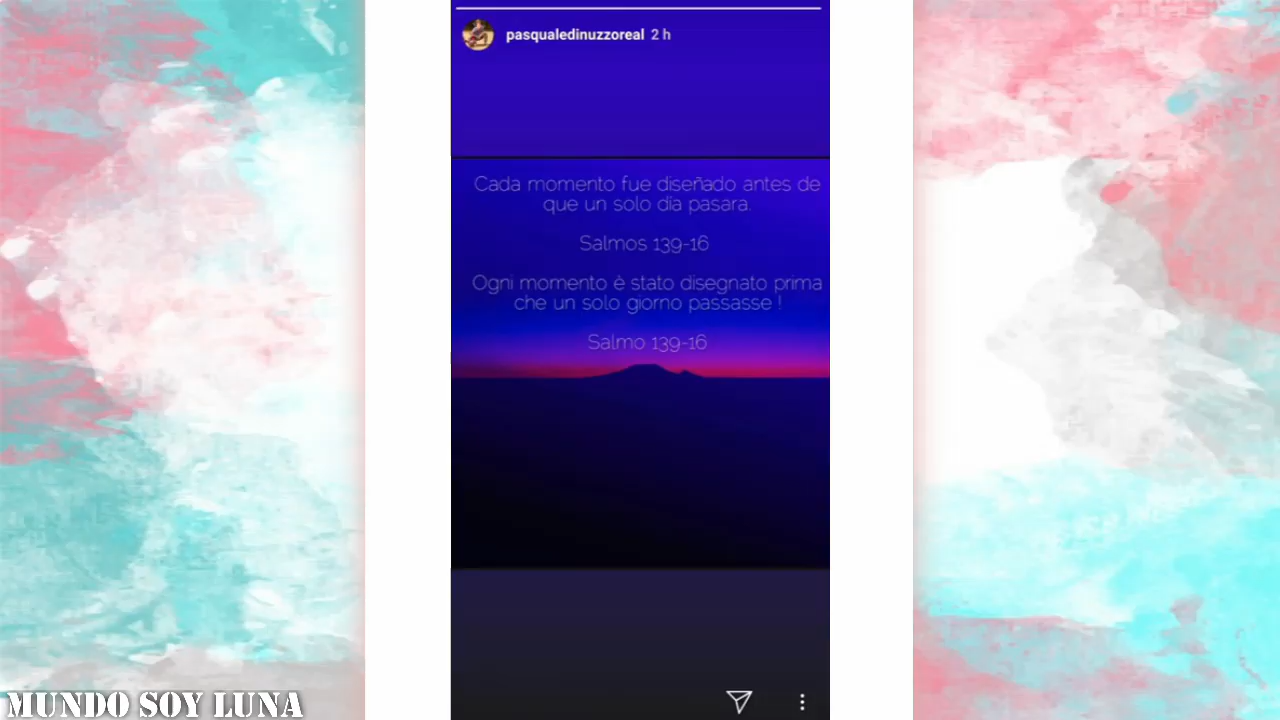 pasqualedinuzzoreal 2 h
Cada momento fue diseñado antes de
que un solo día pasara.
Salmos 139-16
Ogni momento è stato disegnato prima
che un solo giorno passasse !
Salmo 139-16
MUNDO SOY LUNA